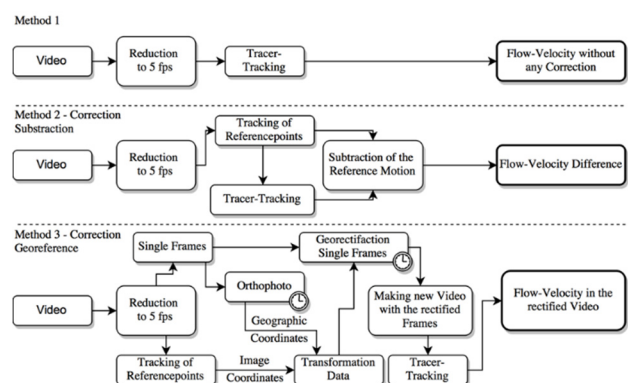 Method 1
Video
Reduction
to 5 fps
Tracer-
Tracking
Flow-Velocity without
any Correction
Method 2 - Correction
Substraction
Video
Reduction
to 5 fps
Tracking of
Referencepoints
Tracer-Tracking
Subtraction of the
Reference Motion
Flow-Velocity Difference
Method 3 - Correction
Georeference
Single Frames
Georectifaction
Single Frames
Video
Reduction
to 5 fps
Orthophoto
Geographic
Coordinates
Making new Video
with the rectified
Frames
Flow-Velocity in the
rectified Video
Tracking of
Referencepoints
Image
Coordinates
Transformation
Data
Tracer-
Tracking